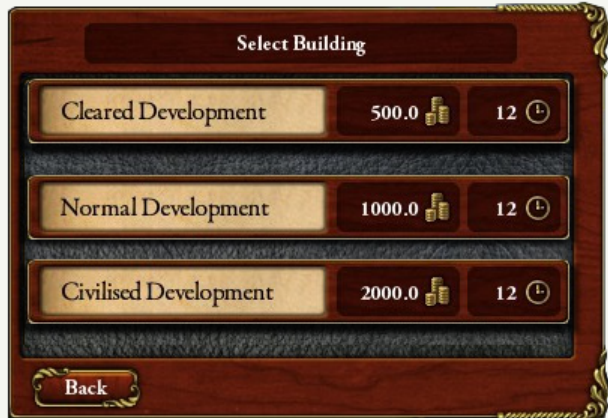 Select Building
Cleared Development 500.0 12
Normal Development 1000.0 12
Civilised Development 2000.0 12
Back